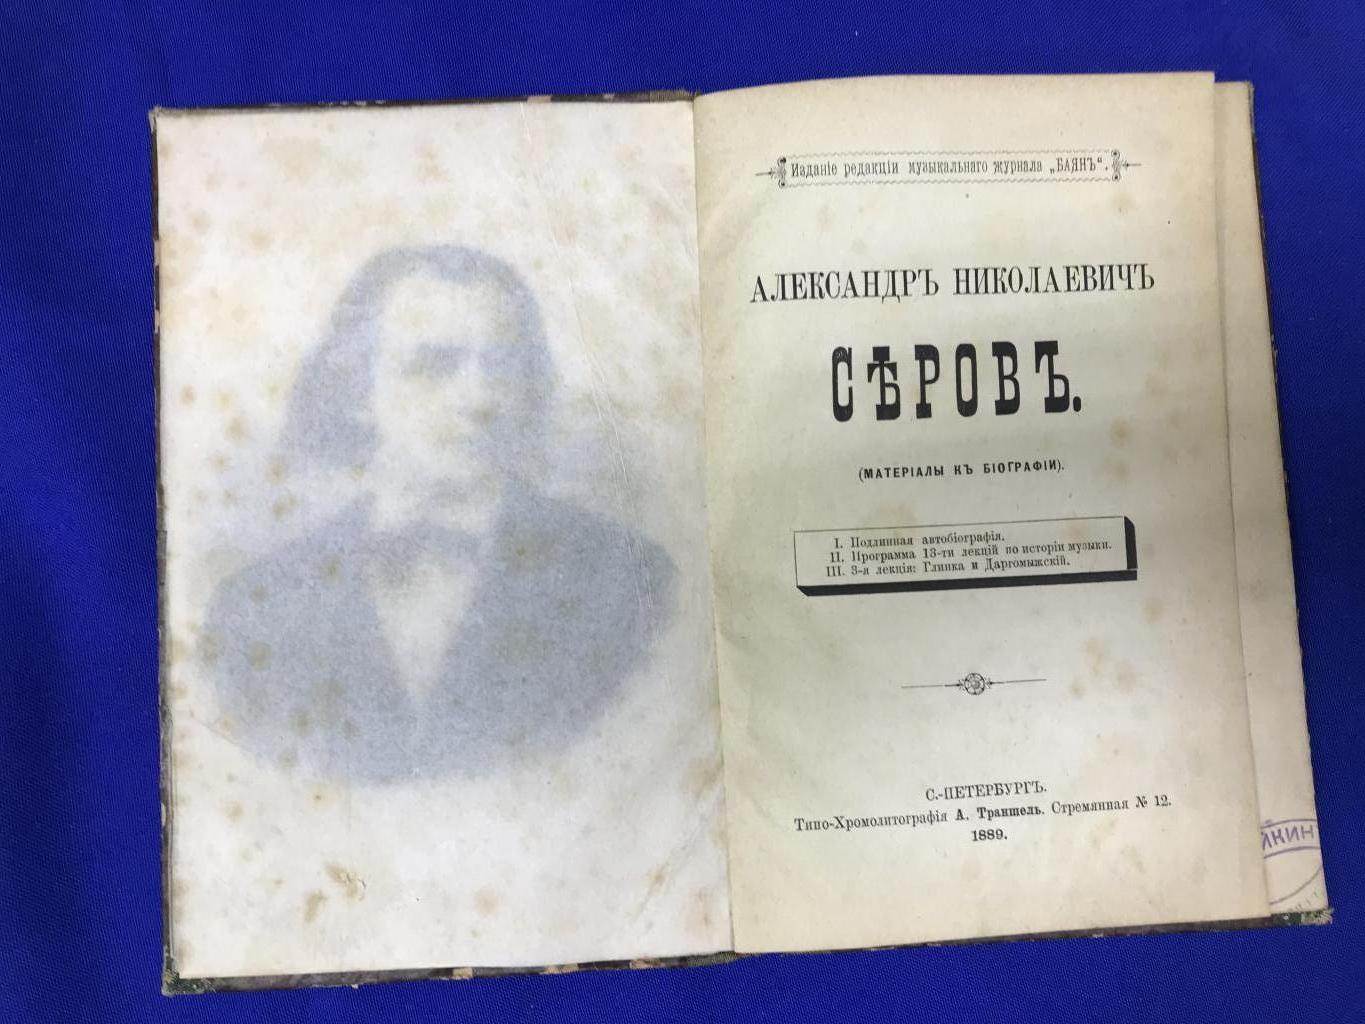 Изданіе редакціи музыкальнаго журнала „БАЯНЪ“.
АЛЕКСАНДРЪ НИКОЛАЕВИЧЪ
СѢРОВЪ.
(МАТЕРІАЛЫ КЪ БІОГРАФІИ).
I. Подлинная автобіографія.
II. Программа 13-ти лекцій по исторіи музыки.
III. 3-я лекція: Глинка и Даргомыжскій.
С.-ПЕТЕРБУРГЪ.
Типо-Хромолитографія А. Траншель. Стремянная № 12.
1889.